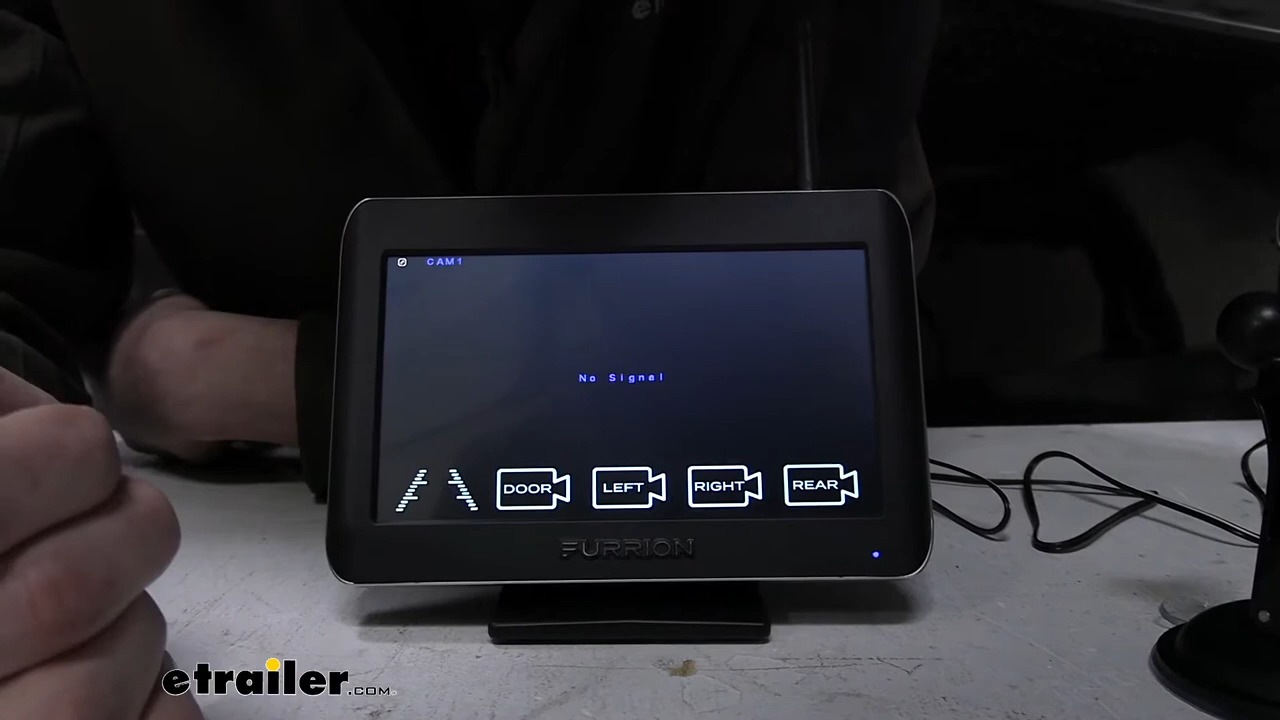 CAM1
No Signal
DOOR LEFT RIGHT REAR
FURRION
etrailer.COM